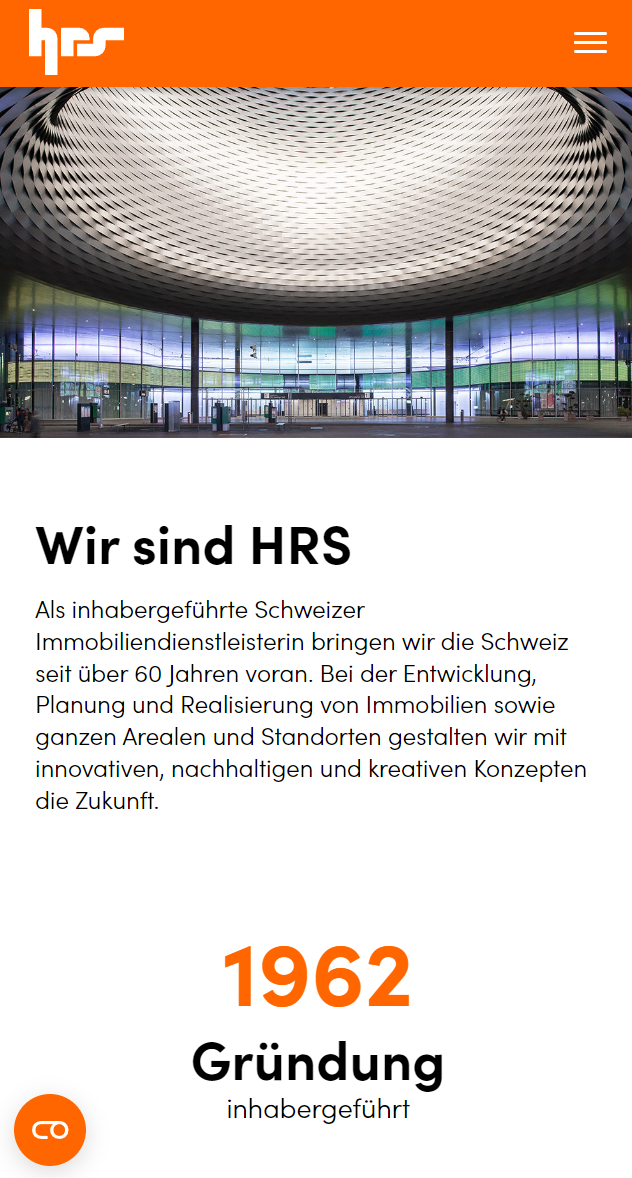 hrs
Wir sind HRS
Als inhabergeführte Schweizer
Immobiliendienstleisterin bringen wir die Schweiz
seit über 60 Jahren voran. Bei der Entwicklung,
Planung und Realisierung von Immobilien sowie
ganzen Arealen und Standorten gestalten wir mit
innovativen, nachhaltigen und kreativen Konzepten
die Zukunft.
1962
Gründung
inhabergeführt